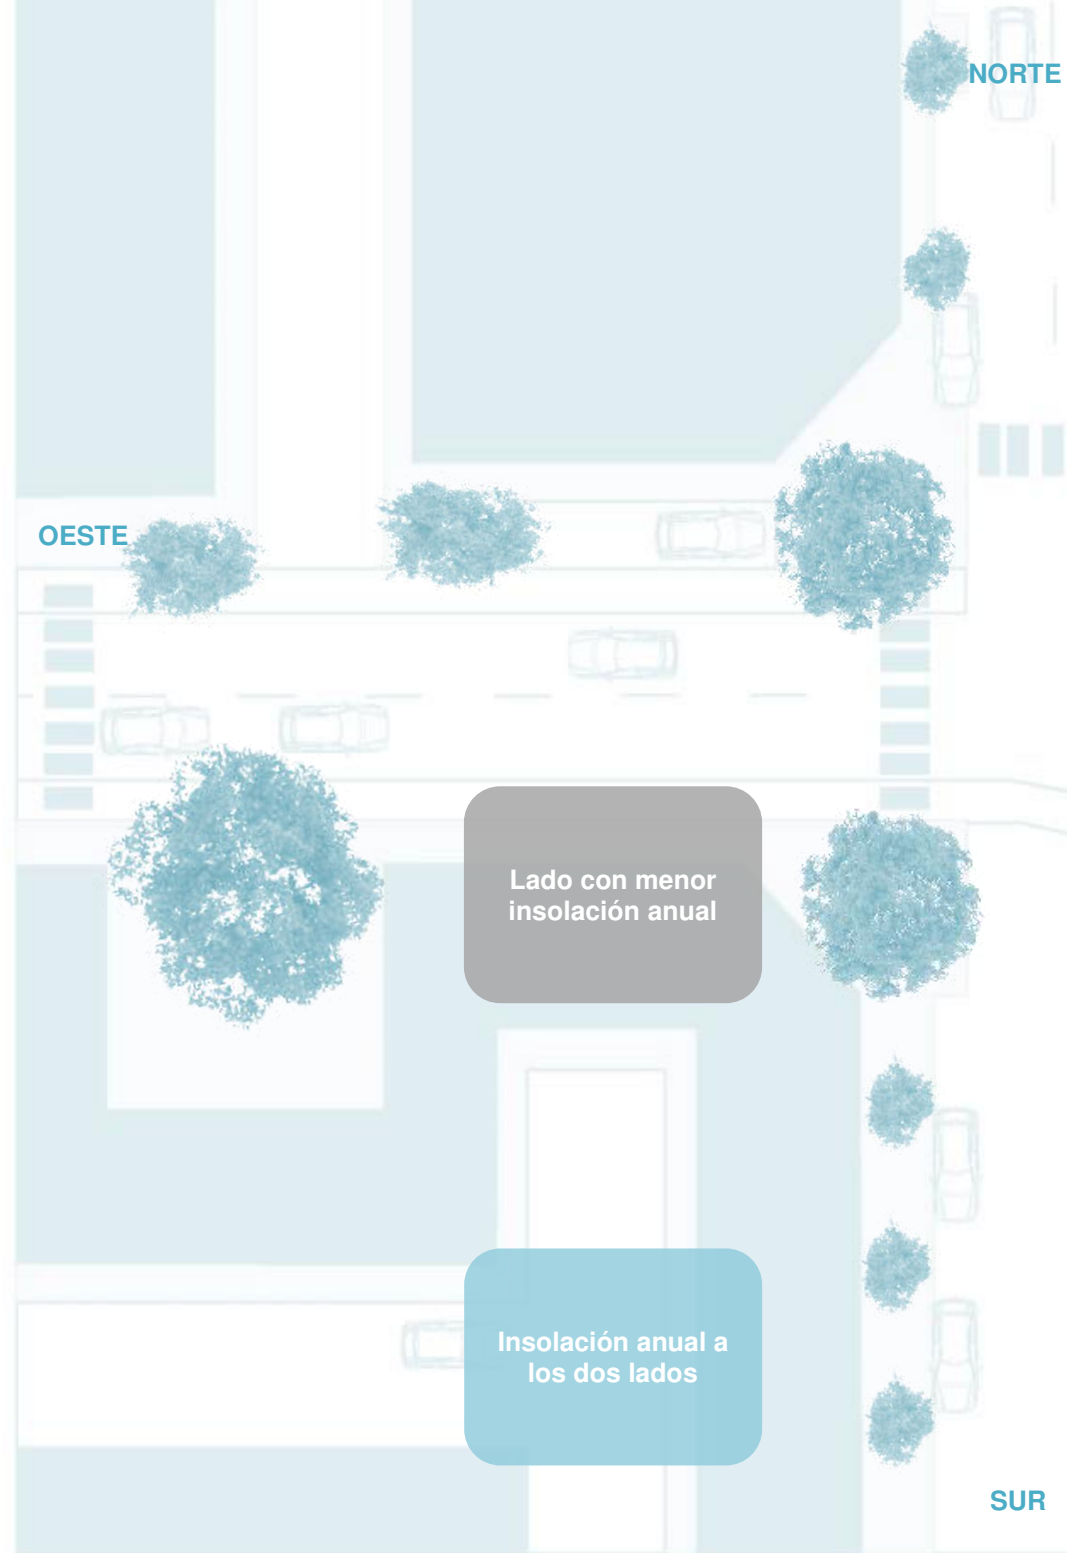 NORTE
OESTE
Lado con menor
insolación anual
Insolación anual a
los dos lados
SUR